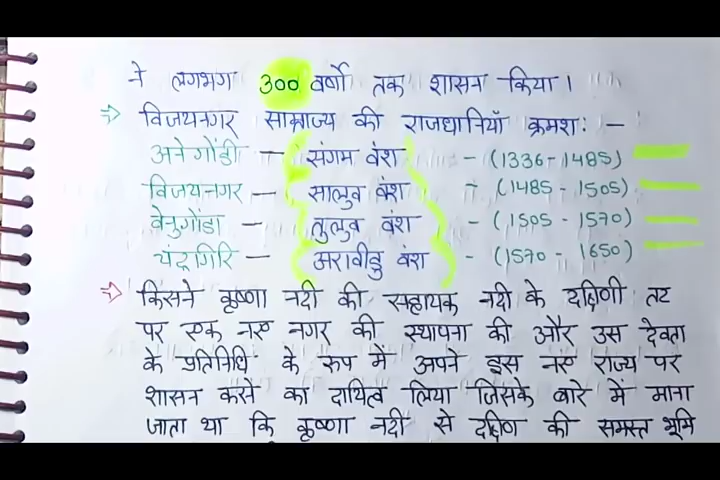 ने लगभग 300 वर्षों तक शासन किया।
⇒ विजयनगर साम्राज्य की राजधानियाँ क्रमशः —
अनेगोंडी — संगम वंश - (1336-1485)
विजयनगर — सालुव वंश - (1485 - 1505)
वेनुगोंडा — तुलुव वंश - (1505 - 1570)
चंद्रगिरि — अरावीडु वंश - (1570 - 1650)
⇒ किसने कृष्णा नदी की सहायक नदी के दक्षिणी तट
पर एक नए नगर की स्थापना की और उस देवता
के प्रतिनिधि के रूप में अपने इस नए राज्य पर
शासन करने का दायित्व लिया जिसके बारे में माना
जाता था कि कृष्णा नदी से दक्षिण की समस्त भूमि